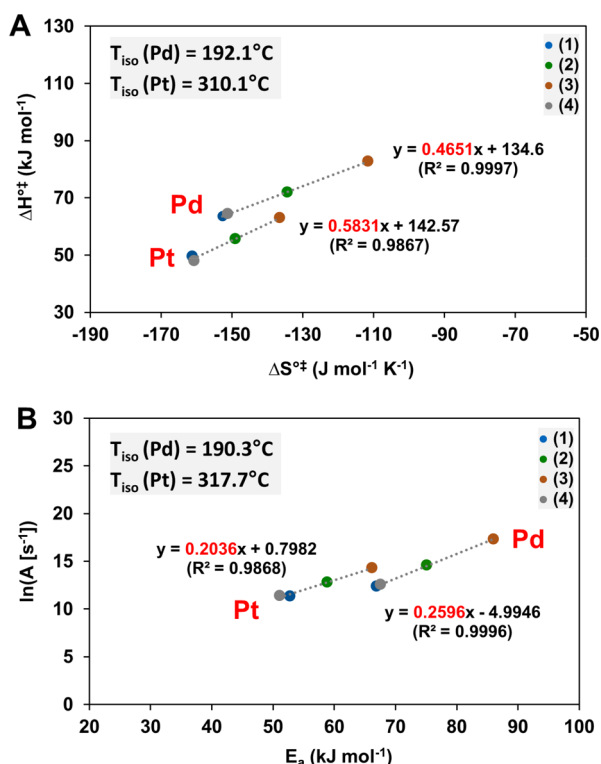 A
130
110
90
70
50
30
ΔH°‡ (kJ mol-1)
Tiso (Pd) = 192.1°C
Tiso (Pt) = 310.1°C
(1)
(2)
(3)
(4)
y = 0.4651x + 134.6
(R² = 0.9997)
Pd
y = 0.5831x + 142.57
(R² = 0.9867)
Pt
-190 -170 -150 -130 -110 -90 -70 -50
ΔS°‡ (J mol-1 K-1)
B
30
25
20
15
10
5
0
ln(A [s-1])
Tiso (Pd) = 190.3°C
Tiso (Pt) = 317.7°C
(1)
(2)
(3)
(4)
y = 0.2036x + 0.7982
(R² = 0.9868)
Pd
Pt
y = 0.2596x - 4.9946
(R² = 0.9996)
20 30 40 50 60 70 80 90 100
Ea (kJ mol-1)